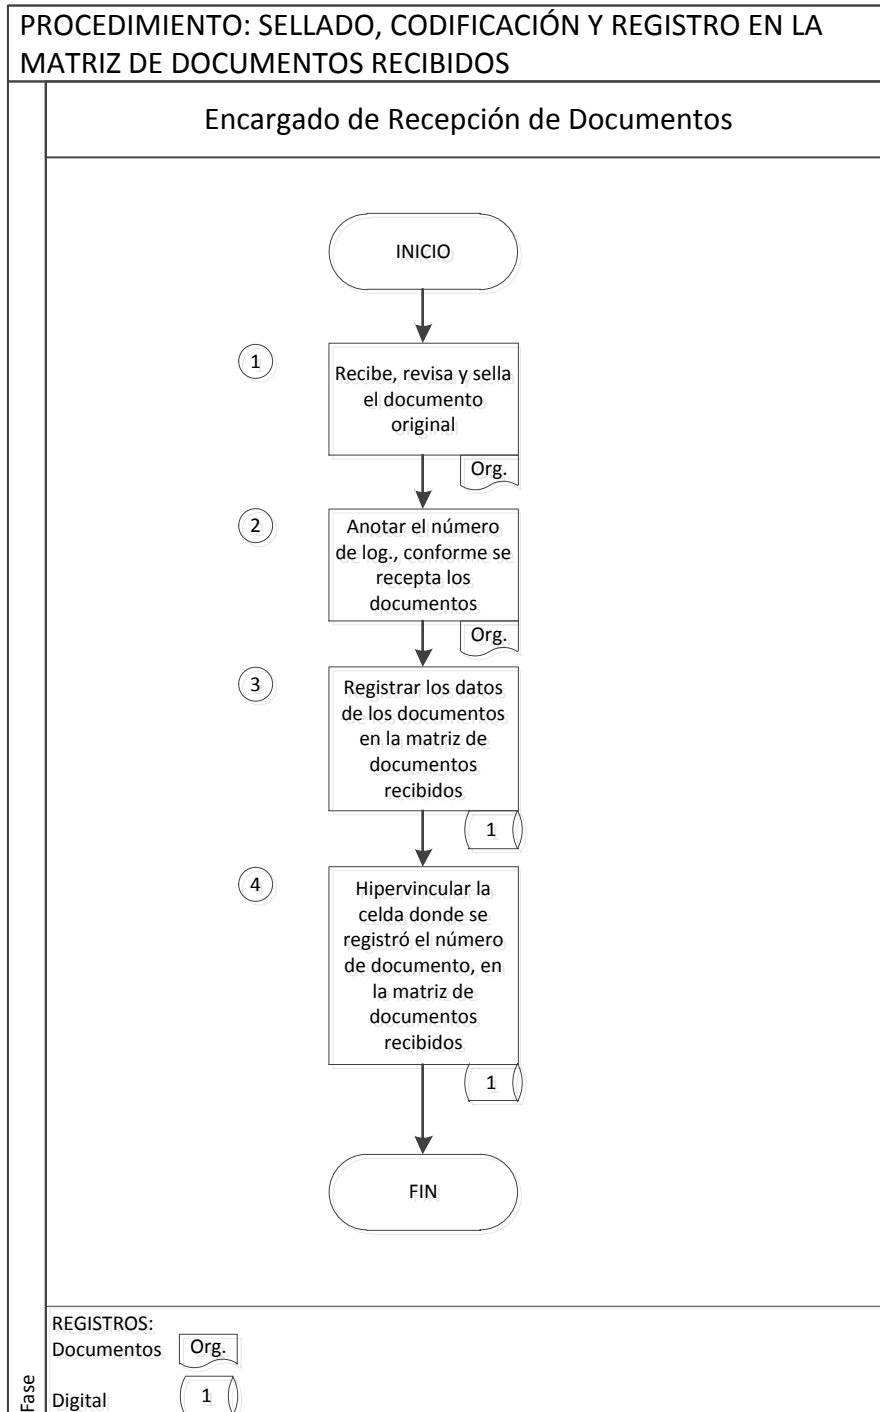 PROCEDIMIENTO: SELLADO, CODIFICACIÓN Y REGISTRO EN LA
MATRIZ DE DOCUMENTOS RECIBIDOS
Encargado de Recepción de Documentos
INICIO
1
Recibe, revisa y sella
el documento
original
Org.
2
Anotar el número
de log., conforme se
recepta los
documentos
Org.
3
Registrar los datos
de los documentos
en la matriz de
documentos
recibidos
1
4
Hipervincular la
celda donde se
registró el número
de documento, en
la matriz de
documentos
recibidos
1
FIN
REGISTROS:
Documentos Org.
Digital 1
Fase